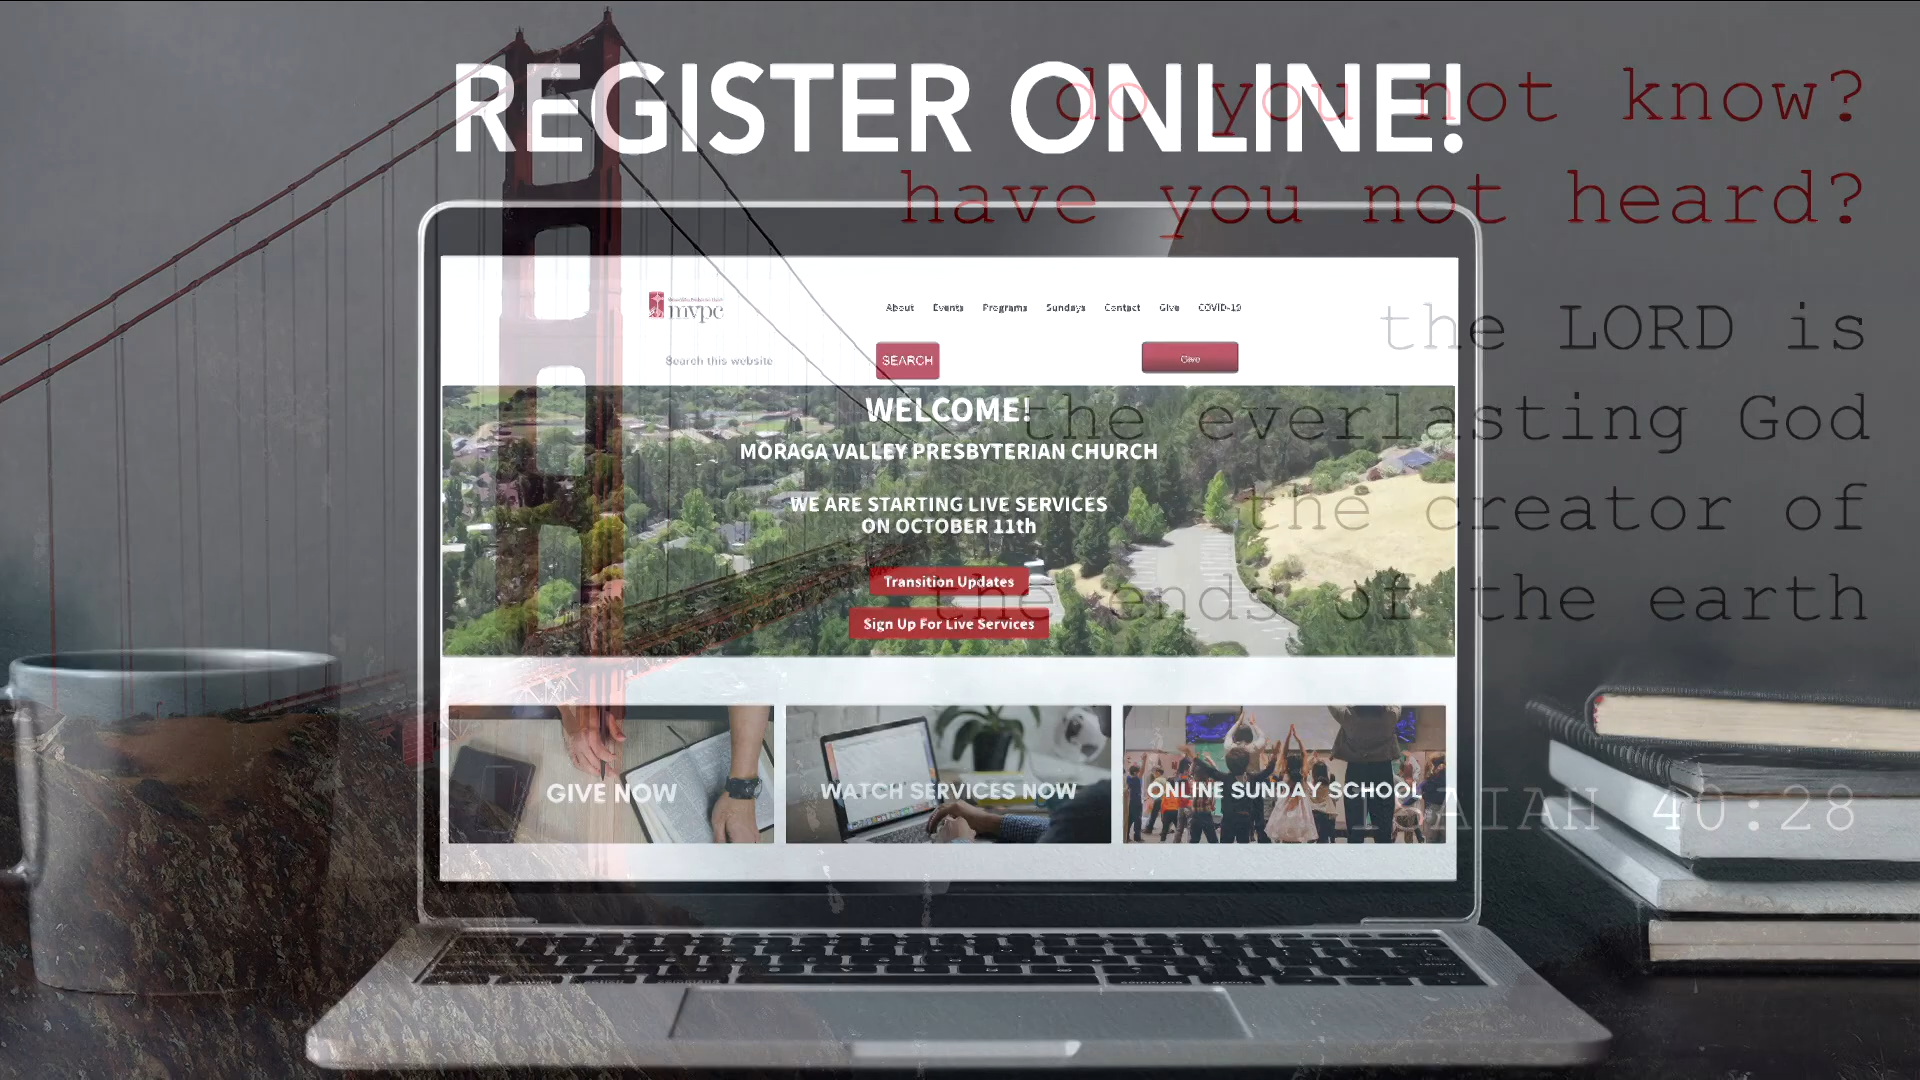 REGISTER ONLINE!
do you not know?
have you not heard?
the LORD is
the everlasting God
the creator of
the ends of the earth
ISAIAH 40:28
mvpc
About Events Programs Sundays Contact Give COVID-19
Search this website
SEARCH
Give
WELCOME!
MORAGA VALLEY PRESBYTERIAN CHURCH
WE ARE STARTING LIVE SERVICES
ON OCTOBER 11th
Transition Updates
Sign Up For Live Services
GIVE NOW
WATCH SERVICES NOW
ONLINE SUNDAY SCHOOL